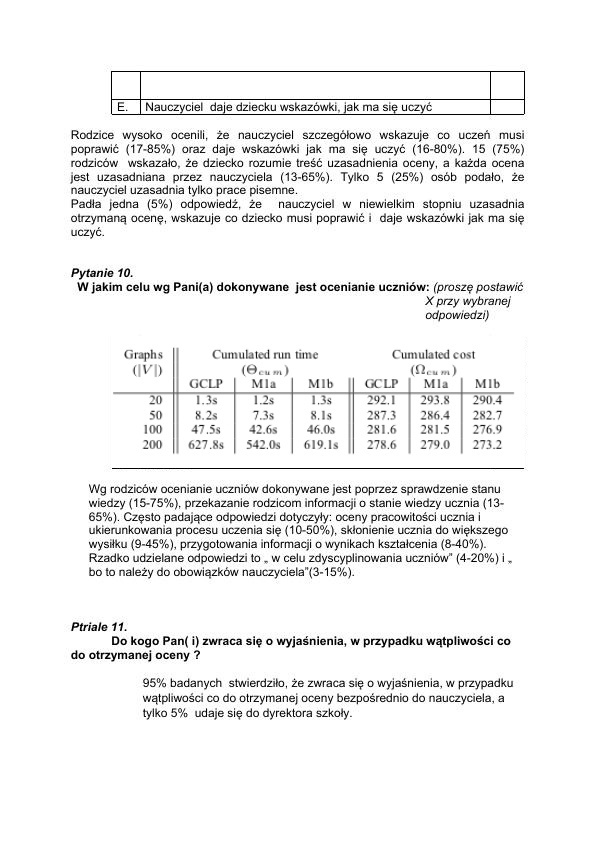 E. Nauczyciel daje dziecku wskazówki, jak ma się uczyć
Rodzice wysoko ocenili, że nauczyciel szczegółowo wskazuje co uczeń musi
poprawić (17-85%) oraz daje wskazówki jak ma się uczyć (16-80%). 15 (75%)
rodziców wskazało, że dziecko rozumie treść uzasadnienia oceny, a każda ocena
jest uzasadniana przez nauczyciela (13-65%). Tylko 5 (25%) osób podało, że
nauczyciel uzasadnia tylko prace pisemne.
Padła jedna (5%) odpowiedź, że nauczyciel w niewielkim stopniu uzasadnia
otrzymaną ocenę, wskazuje co dziecko musi poprawić i daje wskazówki jak ma się
uczyć.
Pytanie 10.
W jakim celu wg Pani(a) dokonywane jest ocenianie uczniów: (proszę postawić
X przy wybranej
odpowiedzi)
Graphs Cumulated run time Cumulated cost
(|V|) (Θcum) (Ωcum)
GCLP M1a M1b GCLP M1a M1b
20 1.3s 1.2s 1.3s 292.1 293.8 290.4
50 8.2s 7.3s 8.1s 287.3 286.4 282.7
100 47.5s 42.6s 46.0s 281.6 281.5 276.9
200 627.8s 542.0s 619.1s 278.6 279.0 273.2
Wg rodziców ocenianie uczniów dokonywane jest poprzez sprawdzenie stanu
wiedzy (15-75%), przekazanie rodzicom informacji o stanie wiedzy ucznia (13-
65%). Często padające odpowiedzi dotyczyły: oceny pracowitości ucznia i
ukierunkowania procesu uczenia się (10-50%), skłonienie ucznia do większego
wysiłku (9-45%), przygotowania informacji o wynikach kształcenia (8-40%).
Rzadko udzielane odpowiedzi to „ w celu zdyscyplinowania uczniów” (4-20%) i „
bo to należy do obowiązków nauczyciela”(3-15%).
Ptriale 11.
Do kogo Pan( i) zwraca się o wyjaśnienia, w przypadku wątpliwości co
do otrzymanej oceny ?
95% badanych stwierdziło, że zwraca się o wyjaśnienia, w przypadku
wątpliwości co do otrzymanej oceny bezpośrednio do nauczyciela, a
tylko 5% udaje się do dyrektora szkoły.